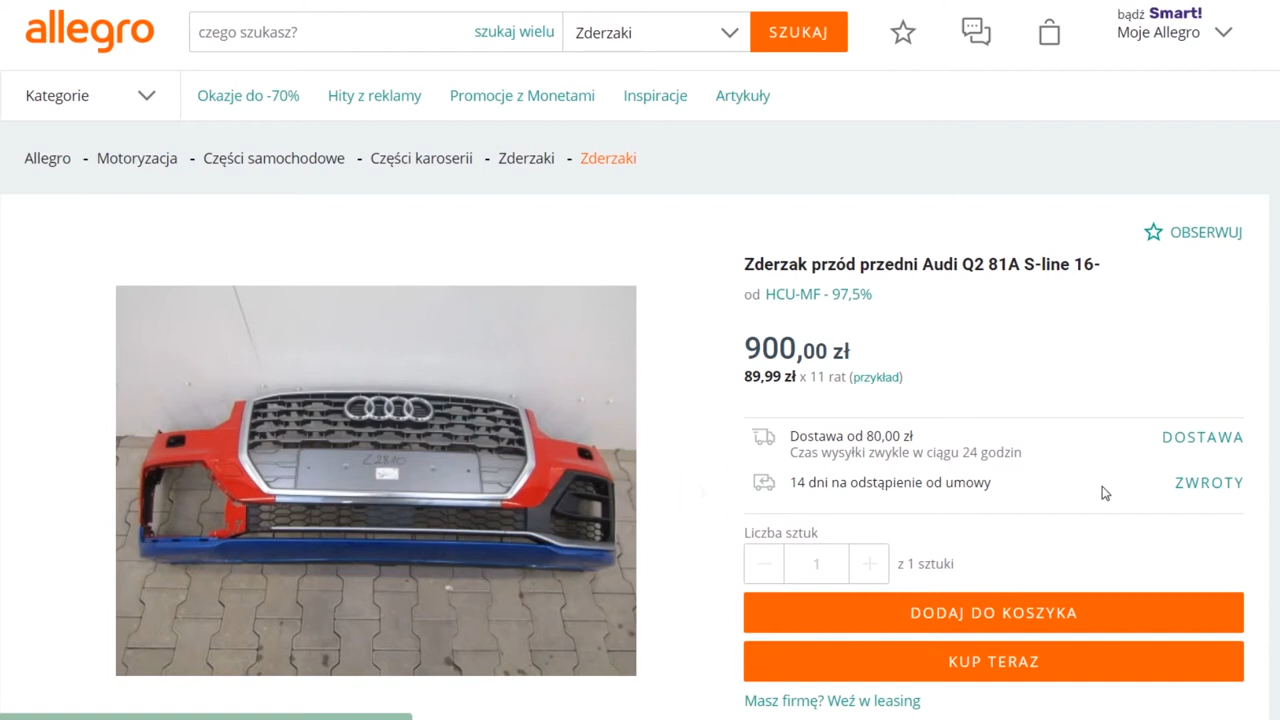 allegro
czego szukasz?
szukaj wielu
Zderzaki
SZUKAJ
bądź Smart!
Moje Allegro
Kategorie
Okazje do -70%
Hity z reklamy
Promocje z Monetami
Inspiracje
Artykuły
Allegro - Motoryzacja - Części samochodowe - Części karoserii - Zderzaki - Zderzaki
OBSERWUJ
Zderzak przód przedni Audi Q2 81A S-line 16-
od HCU-MF - 97,5%
900,00 zł
89,99 zł x 11 rat (przykład)
Dostawa od 80,00 zł
Czas wysyłki zwykle w ciągu 24 godzin
DOSTAWA
14 dni na odstąpienie od umowy
ZWROTY
Liczba sztuk
1
z 1 sztuki
DODAJ DO KOSZYKA
KUP TERAZ
Masz firmę? Weź w leasing